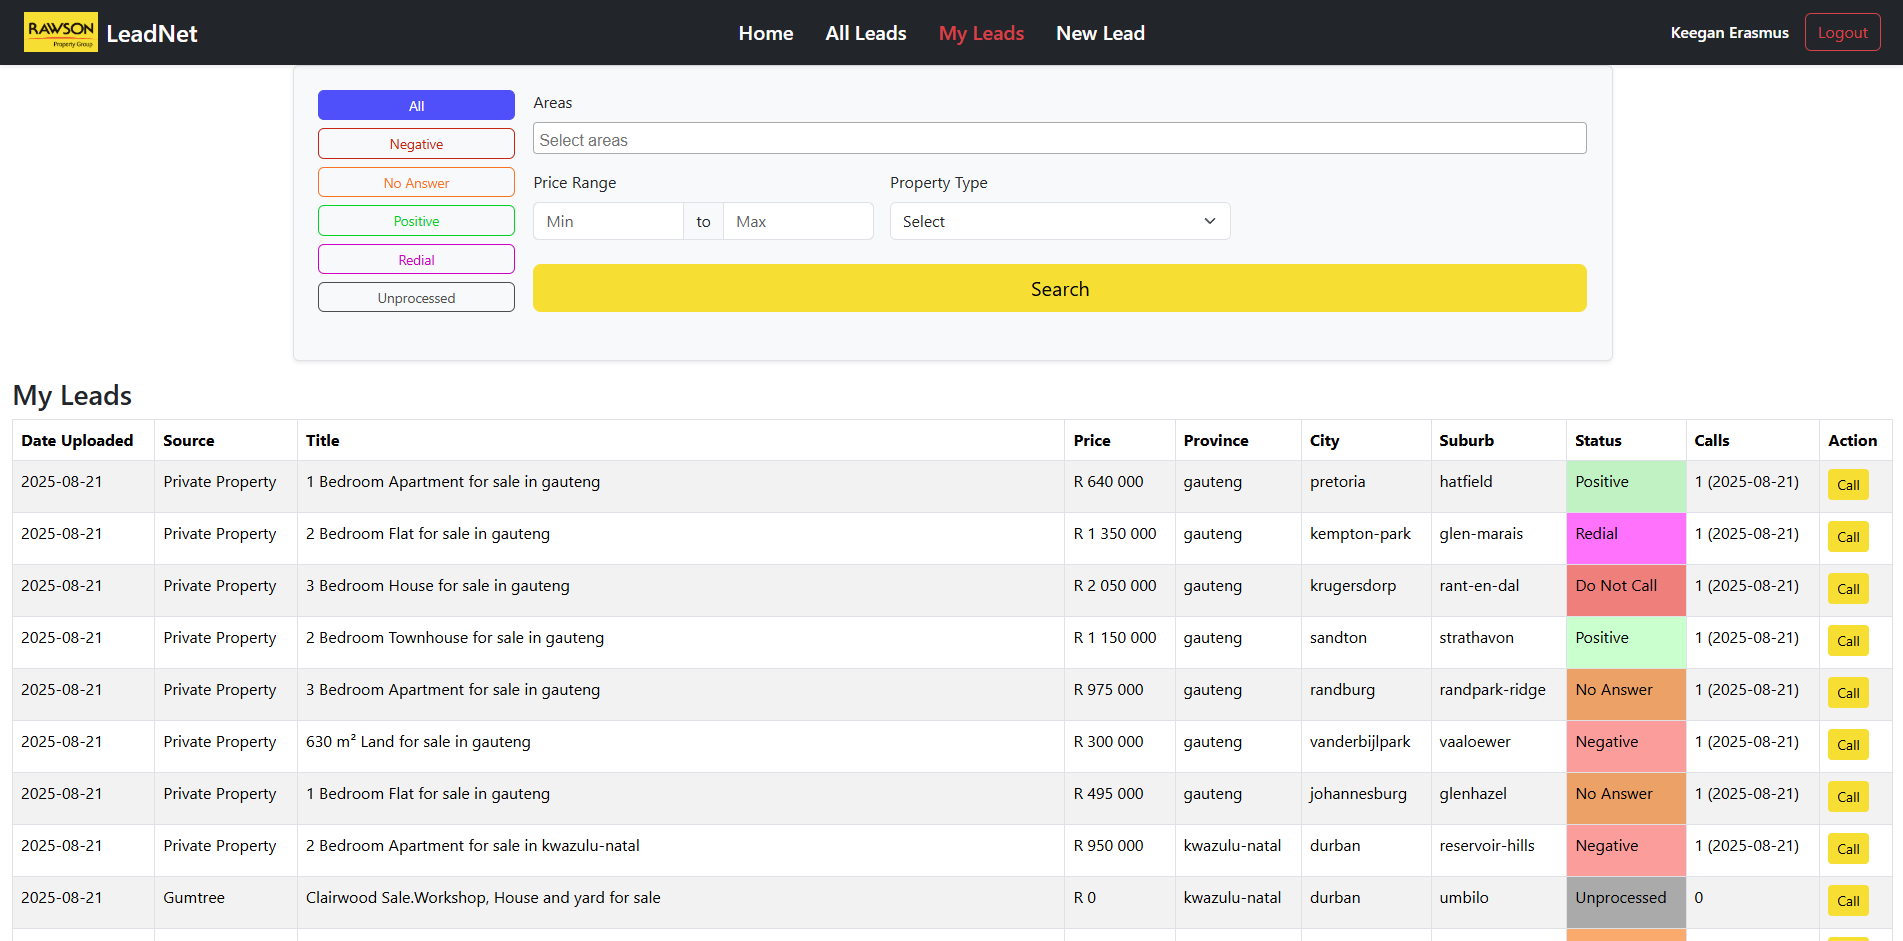 RAWSON
Property Group
LeadNet
Home All Leads My Leads New Lead
Keegan Erasmus Logout
All
Negative
No Answer
Positive
Redial
Unprocessed
Areas
Select areas
Price Range Property Type
Min to Max Select
Search
My Leads
Date Uploaded Source Title Price Province City Suburb Status Calls Action
2025-08-21 Private Property 1 Bedroom Apartment for sale in gauteng R 640 000 gauteng pretoria hatfield Positive 1 (2025-08-21) Call
2025-08-21 Private Property 2 Bedroom Flat for sale in gauteng R 1 350 000 gauteng kempton-park glen-marais Redial 1 (2025-08-21) Call
2025-08-21 Private Property 3 Bedroom House for sale in gauteng R 2 050 000 gauteng krugersdorp rant-en-dal Do Not Call 1 (2025-08-21) Call
2025-08-21 Private Property 2 Bedroom Townhouse for sale in gauteng R 1 150 000 gauteng sandton strathavon Positive 1 (2025-08-21) Call
2025-08-21 Private Property 3 Bedroom Apartment for sale in gauteng R 975 000 gauteng randburg randpark-ridge No Answer 1 (2025-08-21) Call
2025-08-21 Private Property 630 m² Land for sale in gauteng R 300 000 gauteng vanderbijlpark vaaloewer Negative 1 (2025-08-21) Call
2025-08-21 Private Property 1 Bedroom Flat for sale in gauteng R 495 000 gauteng johannesburg glenhazel No Answer 1 (2025-08-21) Call
2025-08-21 Private Property 2 Bedroom Apartment for sale in kwazulu-natal R 950 000 kwazulu-natal durban reservoir-hills Negative 1 (2025-08-21) Call
2025-08-21 Gumtree Clairwood Sale.Workshop, House and yard for sale R 0 kwazulu-natal durban umbilo Unprocessed 0 Call